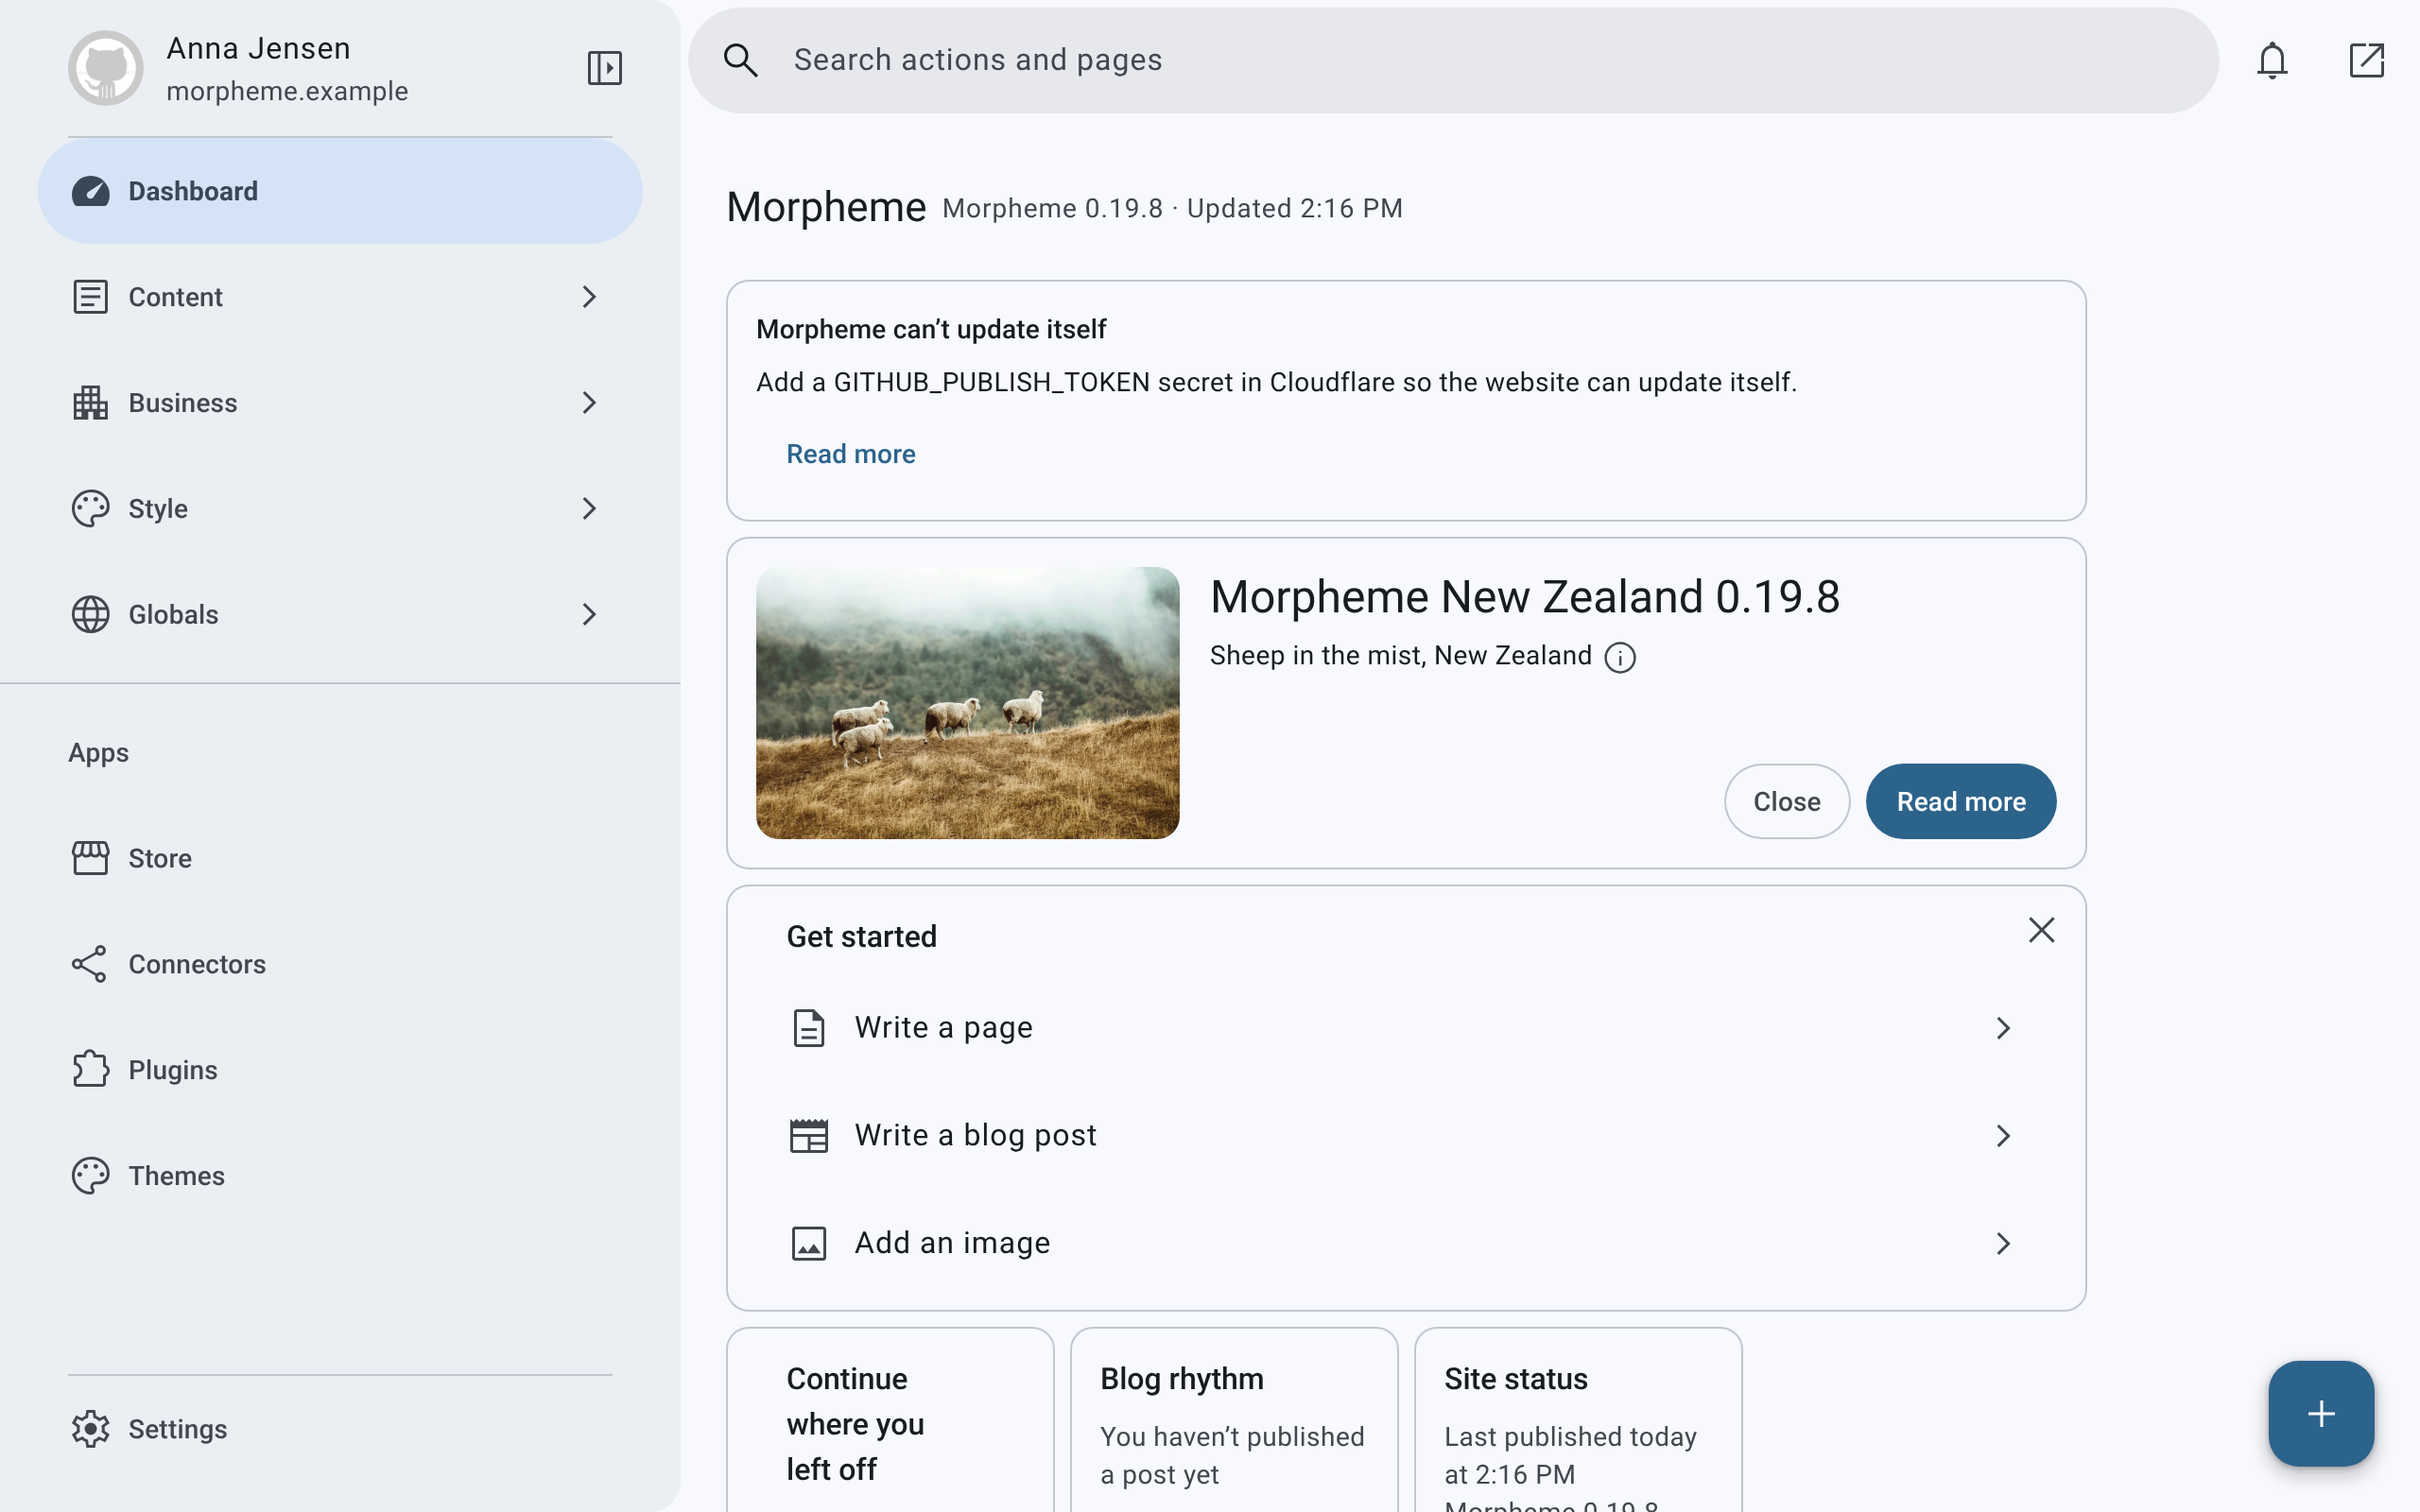 Anna Jensen
morpheme.example
Dashboard
Content
Business
Style
Globals
Apps
Store
Connectors
Plugins
Themes
Settings
Search actions and pages
Morpheme Morpheme 0.19.8 · Updated 2:16 PM
Morpheme can’t update itself
Add a GITHUB_PUBLISH_TOKEN secret in Cloudflare so the website can update itself.
Read more
Morpheme New Zealand 0.19.8
Sheep in the mist, New Zealand
Close
Read more
Get started
Write a page
Write a blog post
Add an image
Continue
where you
left off
Blog rhythm
You haven’t published
a post yet
Site status
Last published today
at 2:16 PM
Morpheme 0.19.8